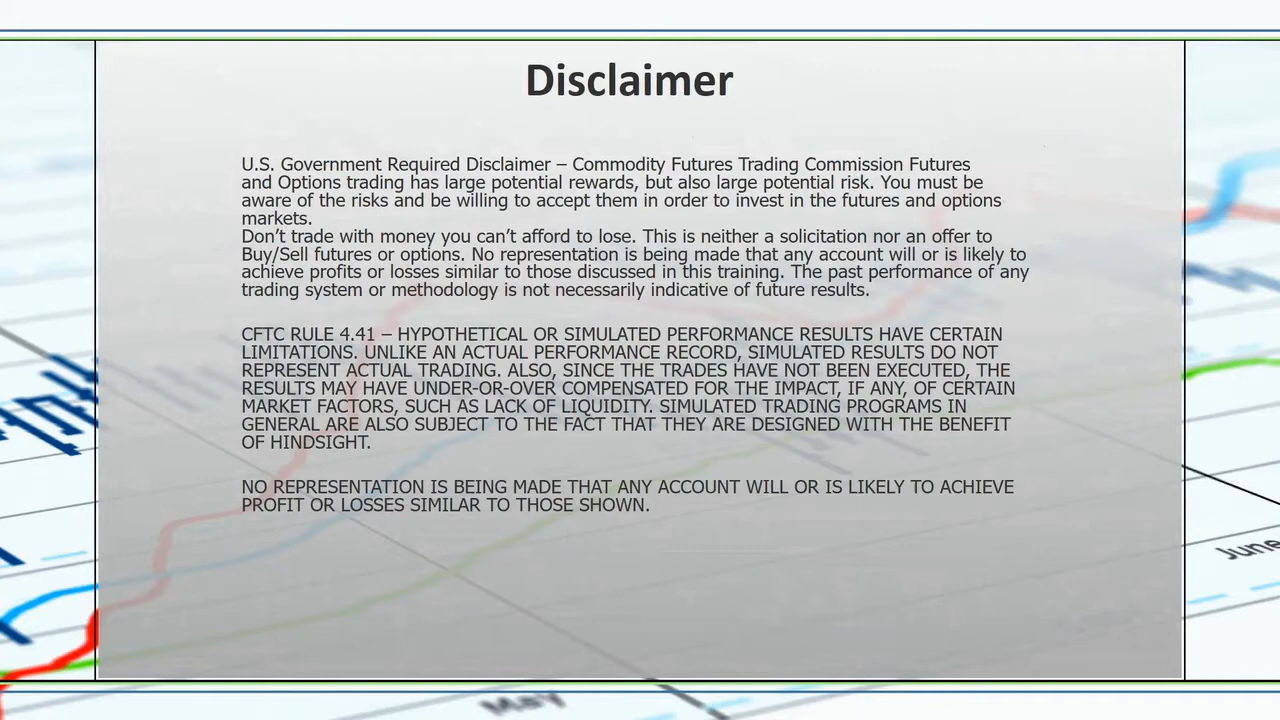 Disclaimer
U.S. Government Required Disclaimer – Commodity Futures Trading Commission Futures
and Options trading has large potential rewards, but also large potential risk. You must be
aware of the risks and be willing to accept them in order to invest in the futures and options
markets.
Don’t trade with money you can’t afford to lose. This is neither a solicitation nor an offer to
Buy/Sell futures or options. No representation is being made that any account will or is likely to
achieve profits or losses similar to those discussed in this training. The past performance of any
trading system or methodology is not necessarily indicative of future results.
CFTC RULE 4.41 – HYPOTHETICAL OR SIMULATED PERFORMANCE RESULTS HAVE CERTAIN
LIMITATIONS. UNLIKE AN ACTUAL PERFORMANCE RECORD, SIMULATED RESULTS DO NOT
REPRESENT ACTUAL TRADING. ALSO, SINCE THE TRADES HAVE NOT BEEN EXECUTED, THE
RESULTS MAY HAVE UNDER-OR-OVER COMPENSATED FOR THE IMPACT, IF ANY, OF CERTAIN
MARKET FACTORS, SUCH AS LACK OF LIQUIDITY. SIMULATED TRADING PROGRAMS IN
GENERAL ARE ALSO SUBJECT TO THE FACT THAT THEY ARE DESIGNED WITH THE BENEFIT
OF HINDSIGHT.
NO REPRESENTATION IS BEING MADE THAT ANY ACCOUNT WILL OR IS LIKELY TO ACHIEVE
PROFIT OR LOSSES SIMILAR TO THOSE SHOWN.
June
May